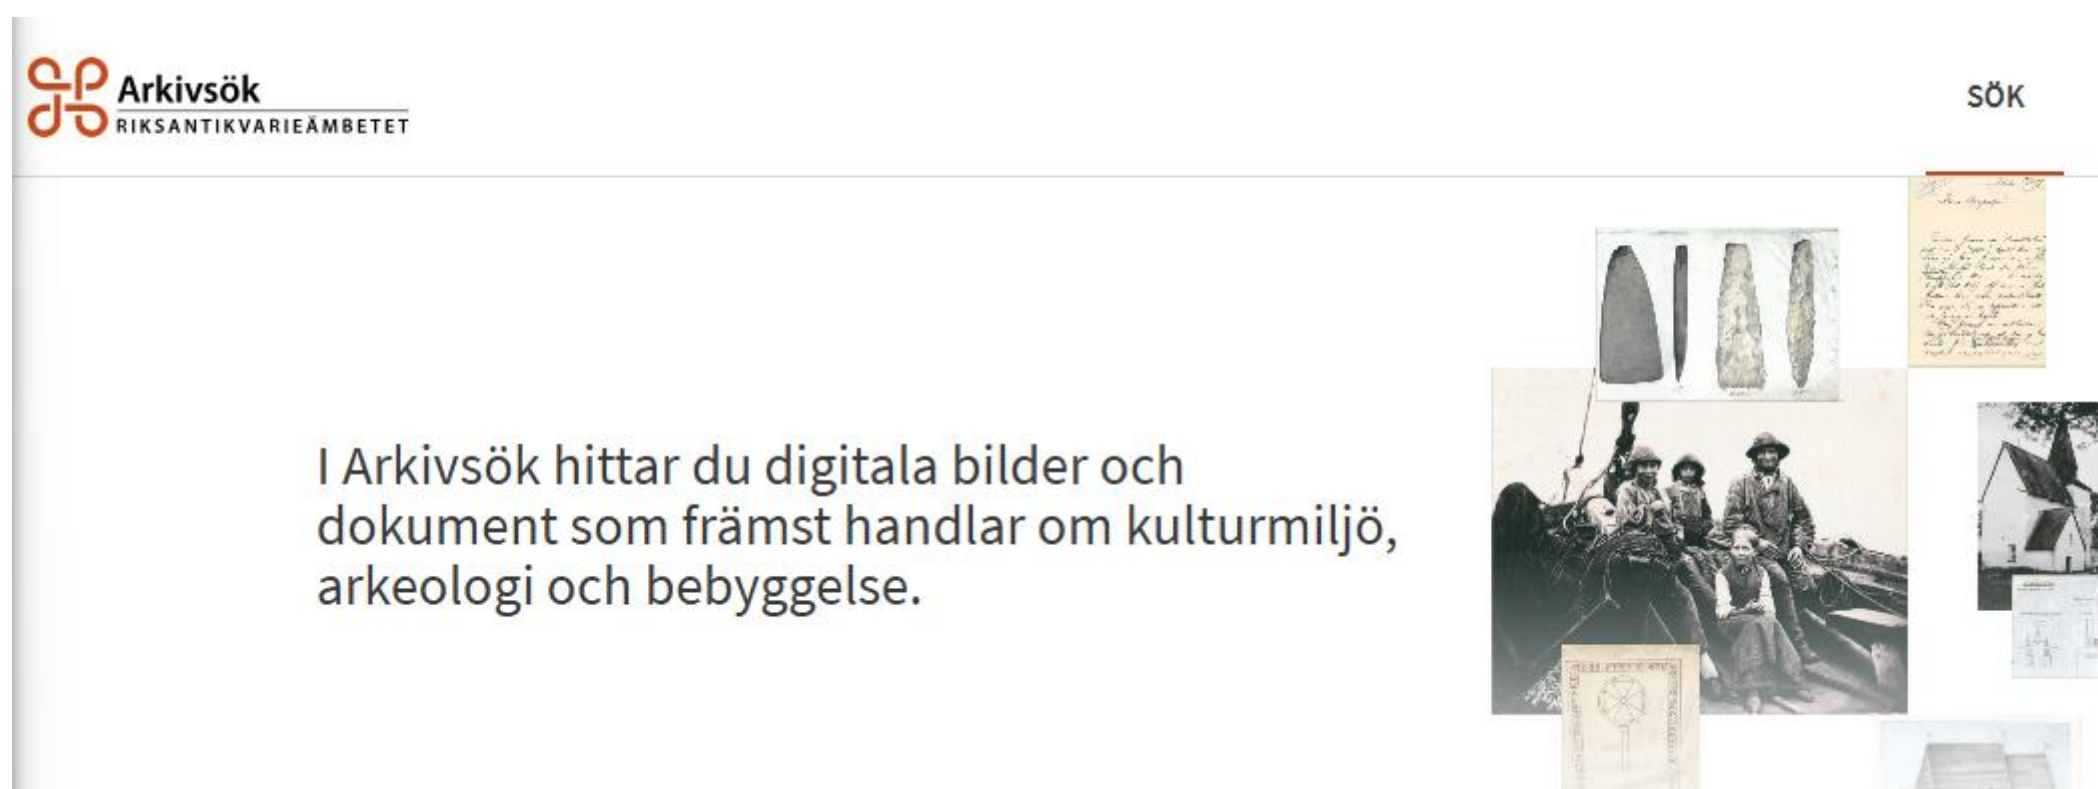 Arkivsök
RIKSANTIKVARIEÄMBETET
SÖK
I Arkivsök hittar du digitala bilder och
dokument som främst handlar om kulturmiljö,
arkeologi och bebyggelse.